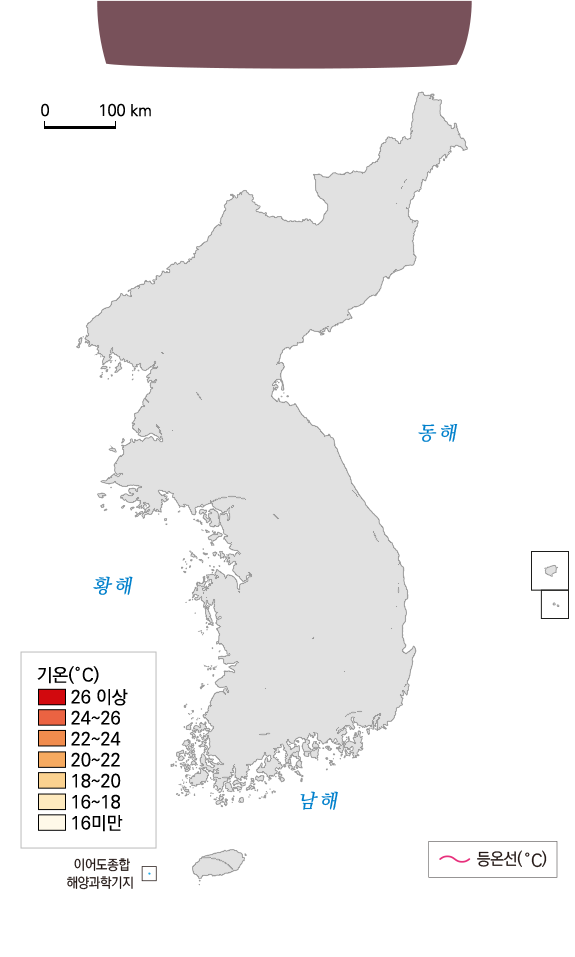 0 100 km
동해
황해
기온(℃)
26 이상
24~26
22~24
20~22
18~20
16~18
16미만
남해
등온선(℃)
이어도종합
해양과학기지